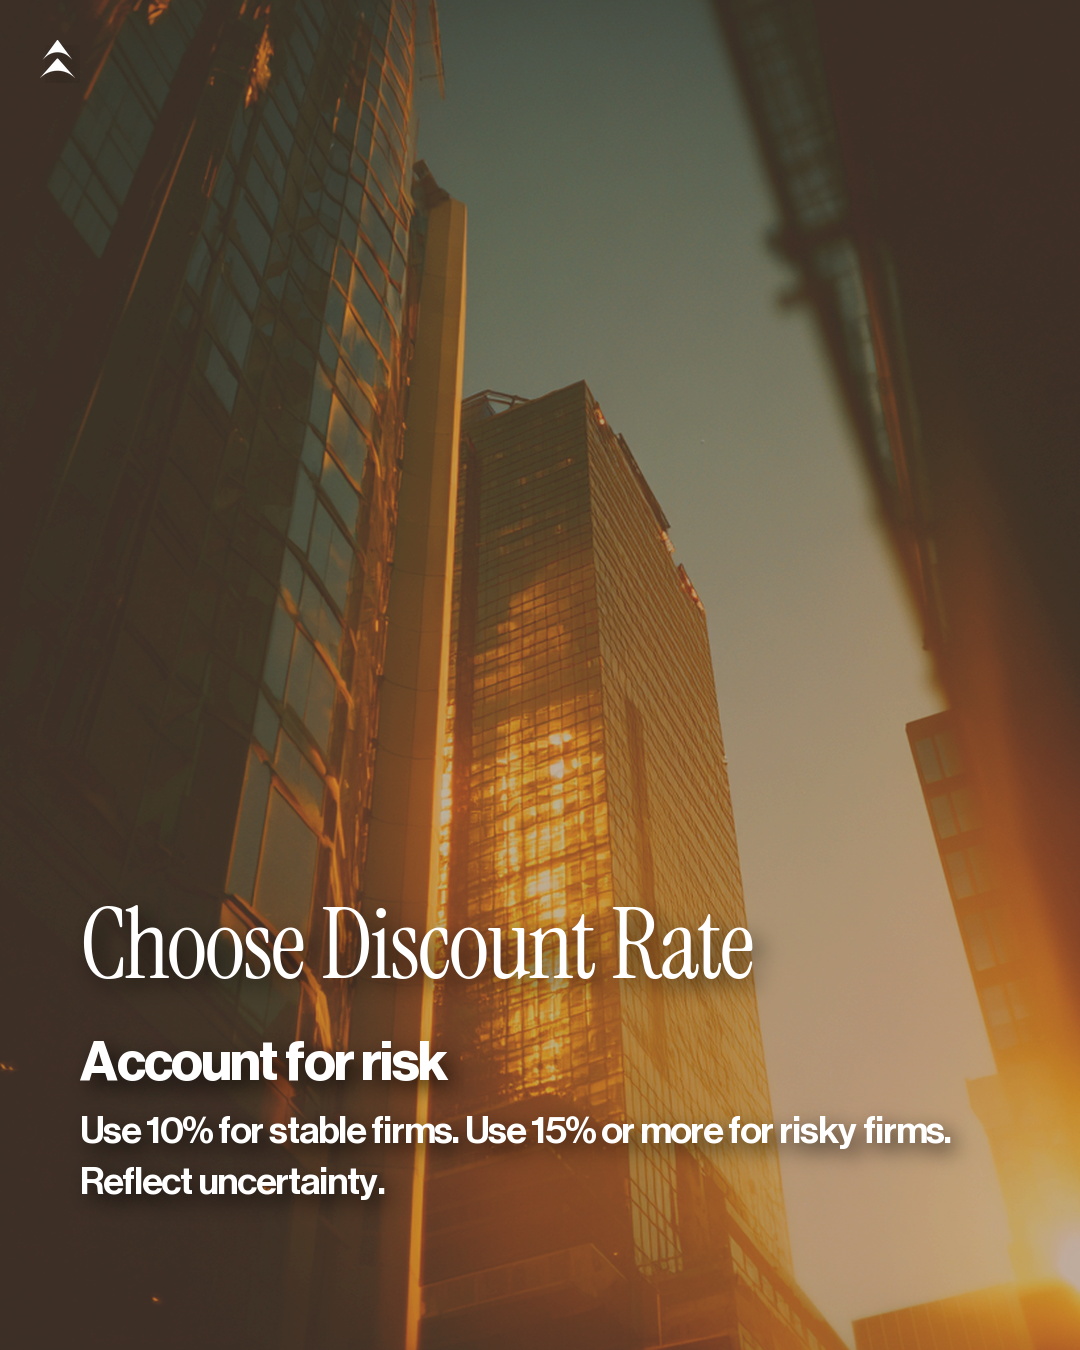 Choose Discount Rate
Account for risk
Use 10% for stable firms. Use 15% or more for risky firms.
Reflect uncertainty.